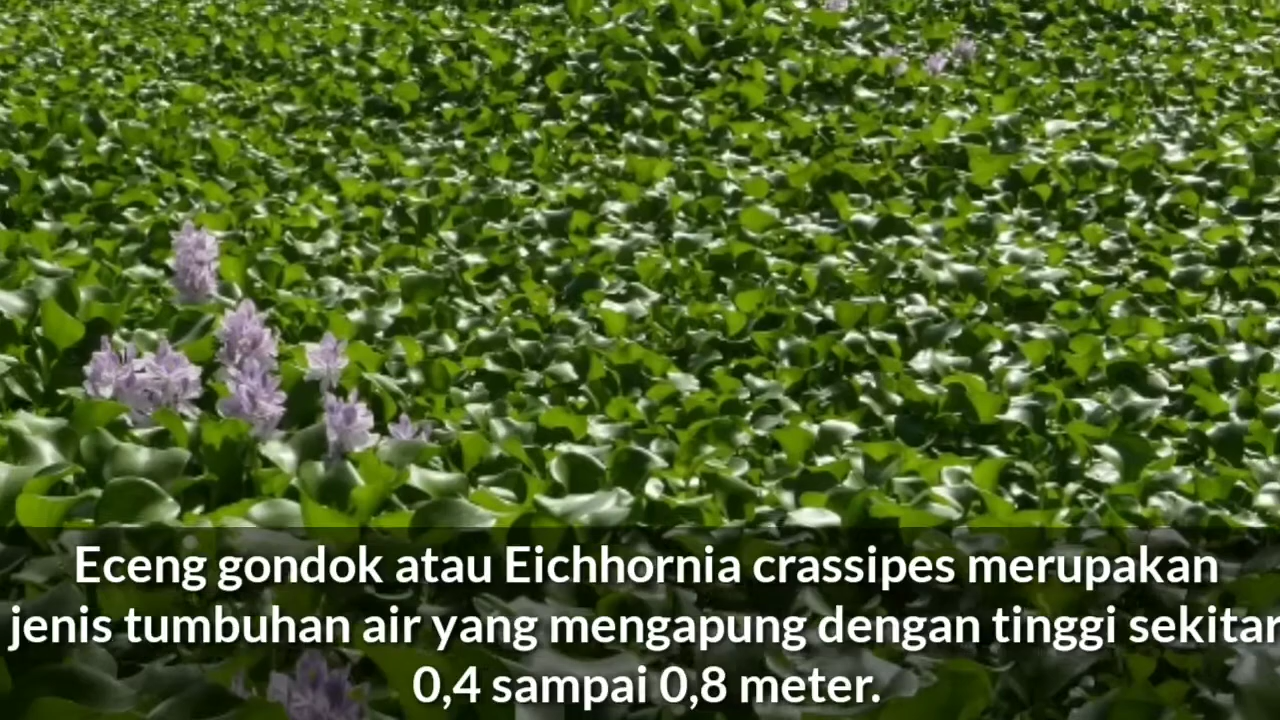 Eceng gondok atau Eichhornia crassipes merupakan
jenis tumbuhan air yang mengapung dengan tinggi sekitar
0,4 sampai 0,8 meter.